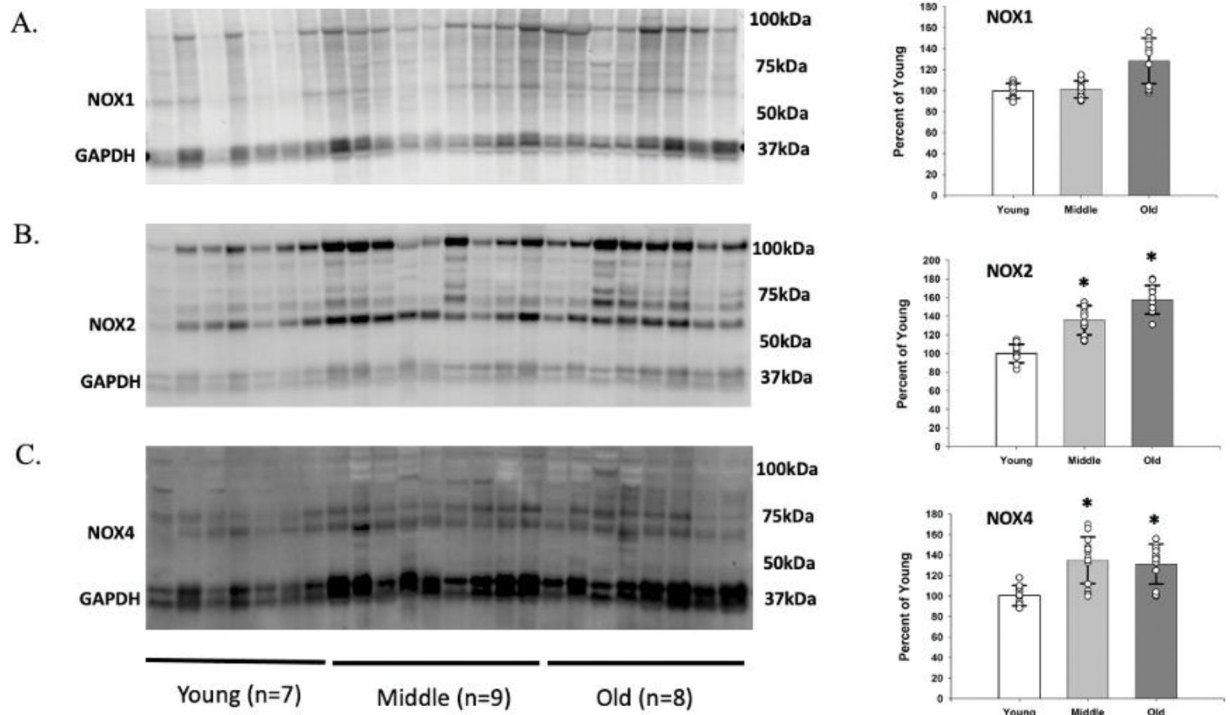 A.
100kDa
75kDa
NOX1
50kDa
GAPDH
37kDa
NOX1
Percent of Young
180
160
140
120
100
80
60
40
20
0
Young Middle Old
B.
100kDa
75kDa
NOX2
50kDa
GAPDH
37kDa
NOX2
*
*
Percent of Young
200
180
160
140
120
100
80
60
40
20
0
Young Middle Old
C.
100kDa
75kDa
NOX4
50kDa
GAPDH
37kDa
NOX4
*
*
Percent of Young
180
160
140
120
100
80
60
40
20
0
Young Middle Old
Young (n=7) Middle (n=9) Old (n=8)